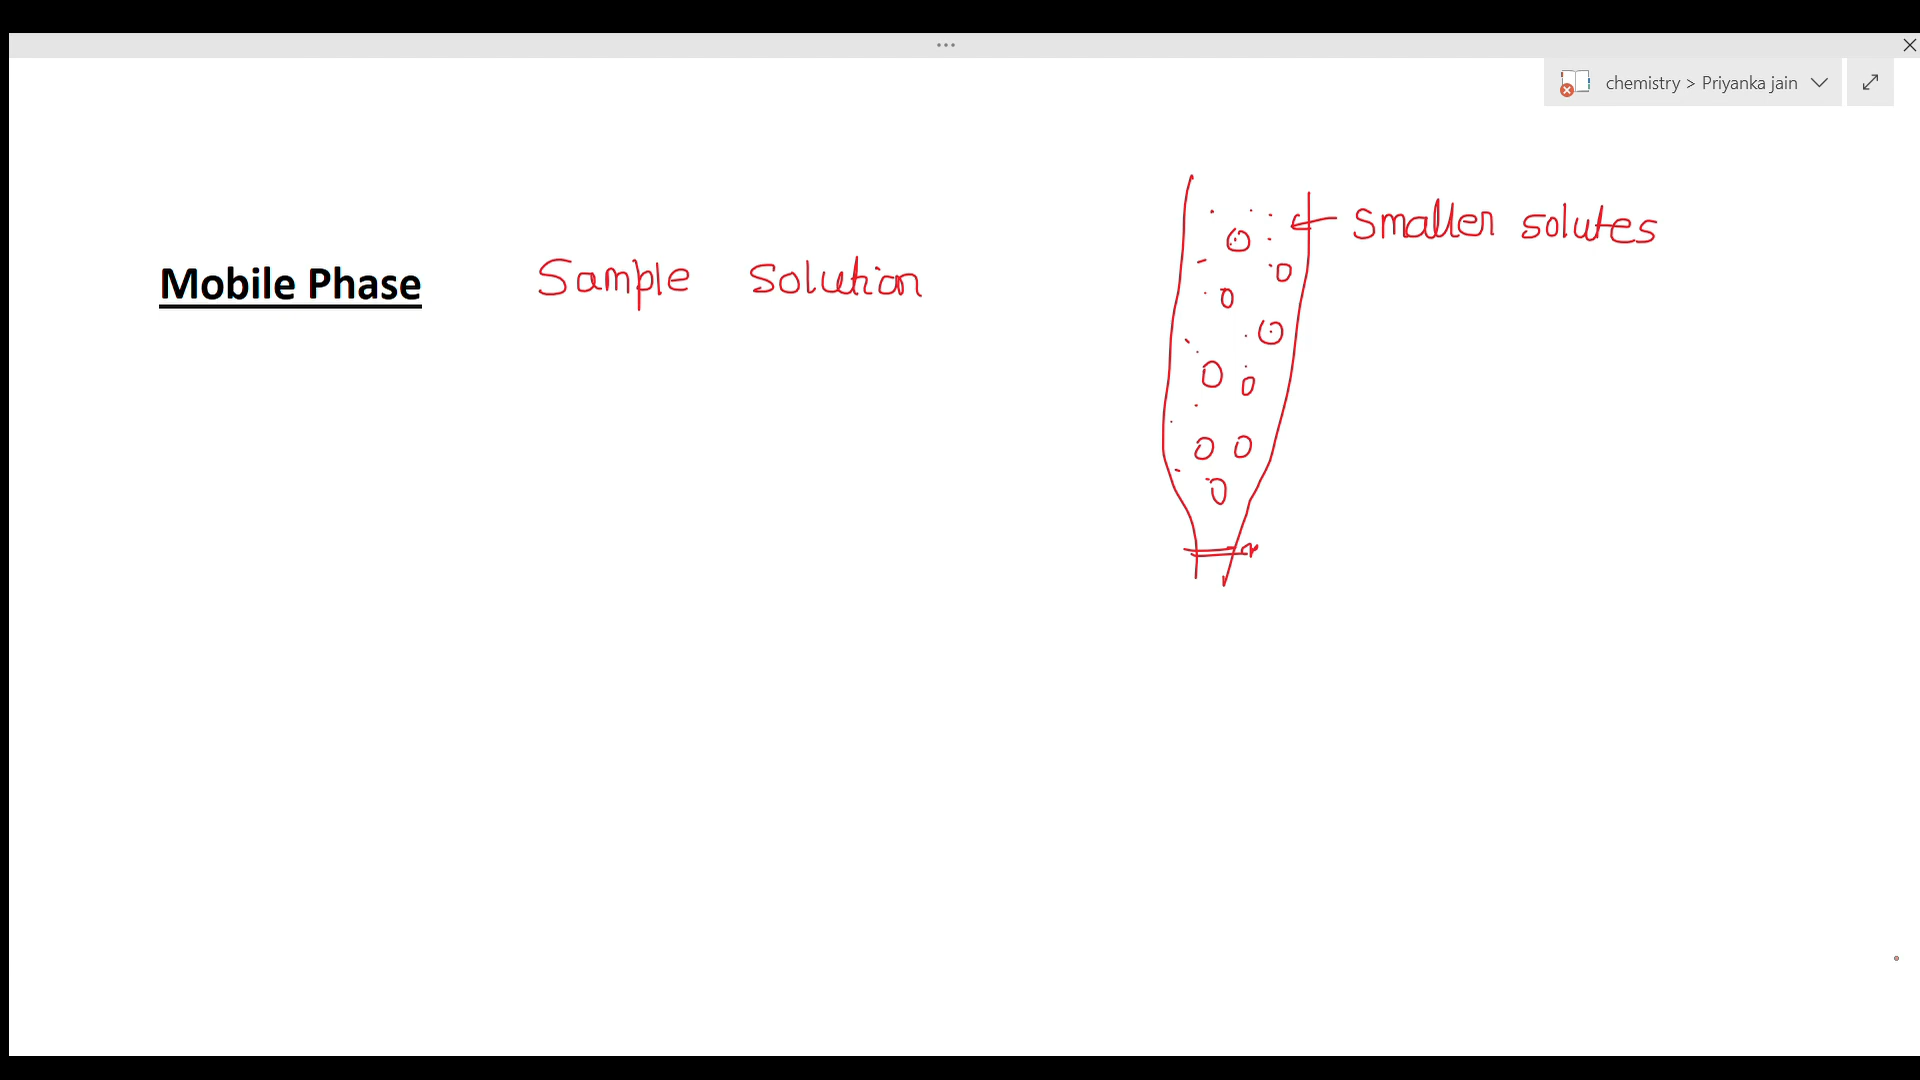 chemistry > Priyanka jain
smaller solutes
Mobile Phase Sample Solution